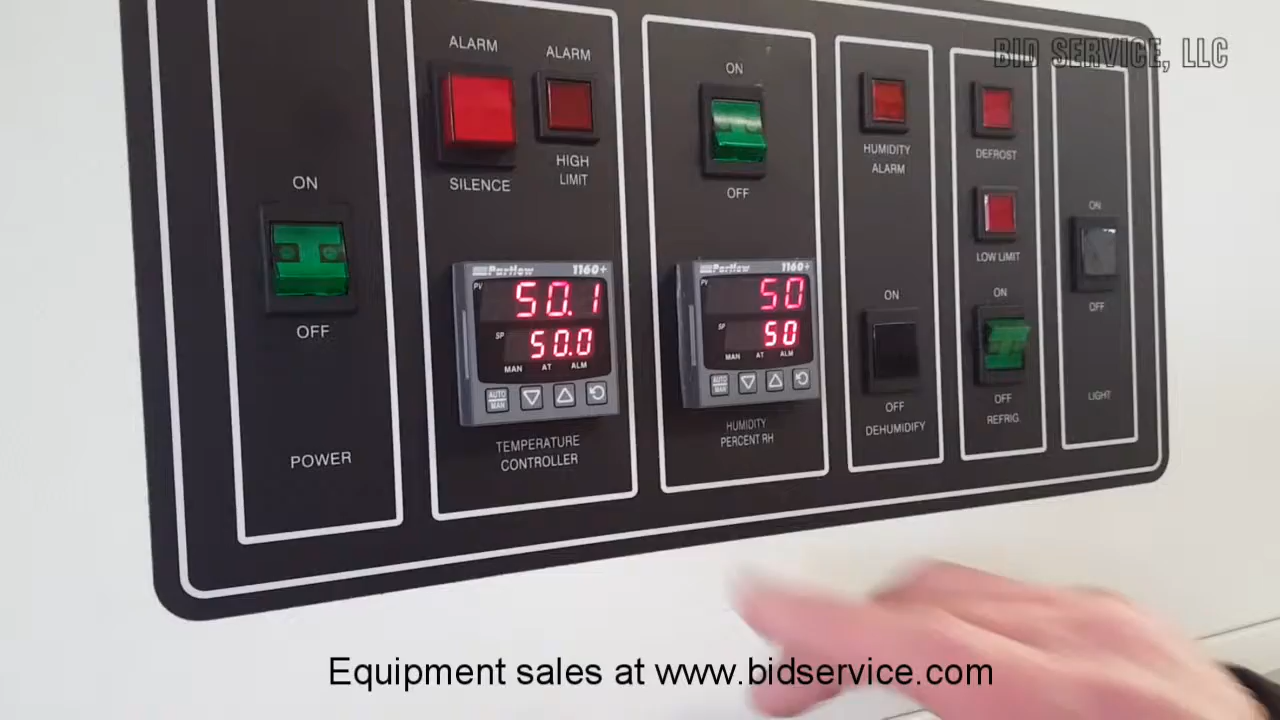 BID SERVICE, LLC
ON
OFF
POWER
ALARM
SILENCE
ALARM
HIGH
LIMIT
Partlow 1160+
PV 50.1
SP 50.0
MAN AT ALM
AUTO
MAN
TEMPERATURE
CONTROLLER
ON
OFF
Partlow 1160+
PV 50
SP 50
MAN AT ALM
AUTO
MAN
HUMIDITY
PERCENT RH
HUMIDITY
ALARM
ON
OFF
DEHUMIDIFY
DEFROST
LOW LIMIT
ON
OFF
REFRIG.
ON
OFF
LIGHT
Equipment sales at www.bidservice.com